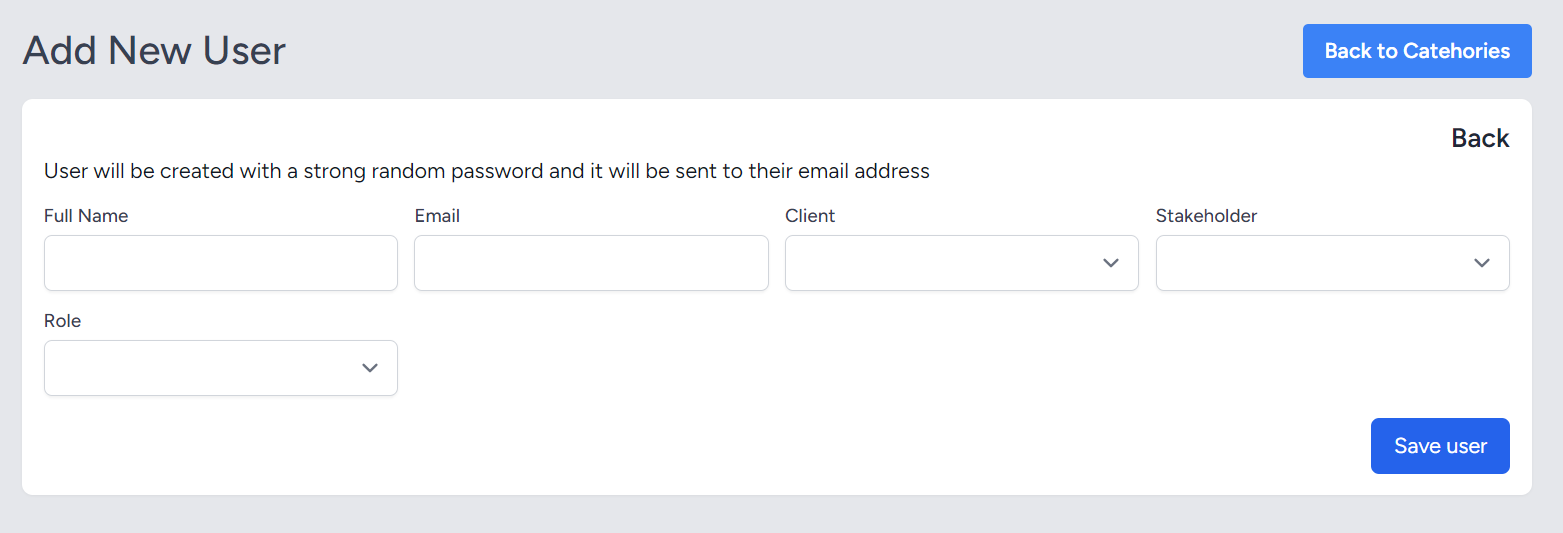 Add New User
Back to Catehories
Back
User will be created with a strong random password and it will be sent to their email address
Full Name
Email
Client
Stakeholder
Role
Save user